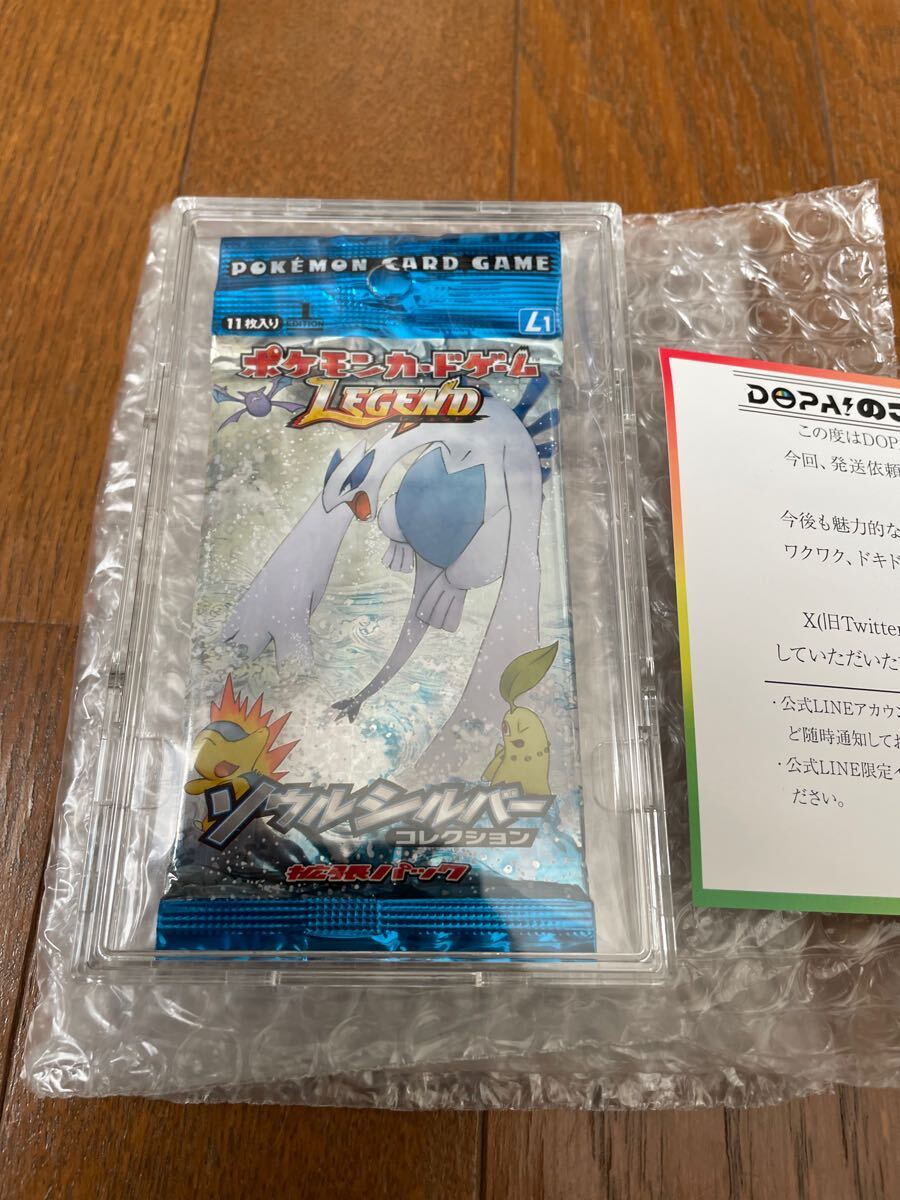 POKÉMON CARD GAME
11枚入り
1
EDITION
L1
ポケモンカードゲーム
LEGEND
ソウルシルバー
コレクション
拡張パック
DOPA!のご
この度はDOP
今回、発送依頼
今後も魅力的な
ワクワク、ドキド
X(旧Twitter
していただいた
・公式LINEアカウン
ど随時通知してお
・公式LINE限定イ
ださい。